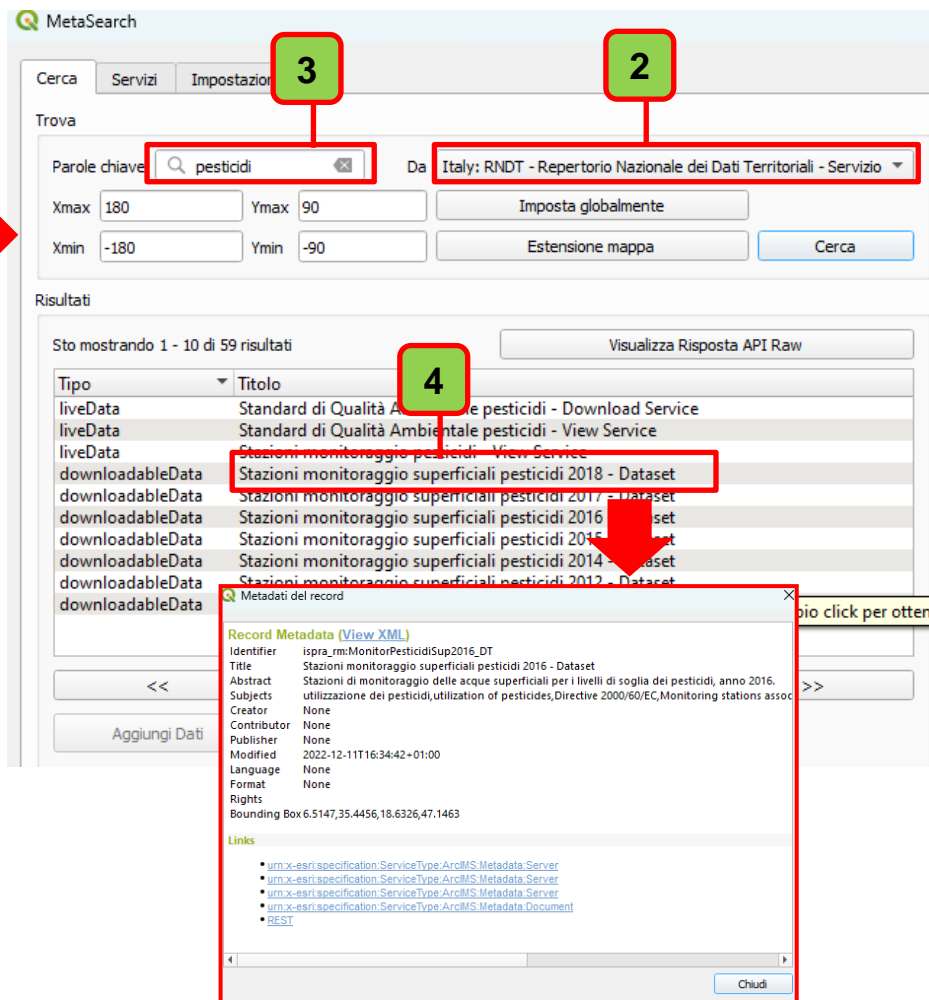 MetaSearch
3
2
Cerca Servizi Impostazion
Trova
Parole chiave pesticidi Da Italy: RNDT - Repertorio Nazionale dei Dati Territoriali - Servizio
Xmax 180 Ymax 90 Imposta globalmente
Xmin -180 Ymin -90 Estensione mappa Cerca
Risultati
Sto mostrando 1 - 10 di 59 risultati Visualizza Risposta API Raw
4
Tipo Titolo
liveData Standard di Qualità A le pesticidi - Download Service
liveData Standard di Qualità Ambientale pesticidi - View Service
liveData Stazioni monitoraggio pesticidi - View Service
downloadableData Stazioni monitoraggio superficiali pesticidi 2018 - Dataset
downloadableData Stazioni monitoraggio superficiali pesticidi 2017 - Dataset
downloadableData Stazioni monitoraggio superficiali pesticidi 2016 set
downloadableData Stazioni monitoraggio superficiali pesticidi 2015 et
downloadableData Stazioni monitoraggio superficiali pesticidi 2014 - Dataset
downloadableData Stazioni monitoraggio superficiali pesticidi 2012 - Dataset
downloadableData
pio click per otten
<< >>
Aggiungi Dati
Metadati del record
Record Metadata (View XML)
Identifier ispra_rm:MonitorPesticidiSup2016_DT
Title Stazioni monitoraggio superficiali pesticidi 2016 - Dataset
Abstract Stazioni di monitoraggio delle acque superficiali per i livelli di soglia dei pesticidi, anno 2016.
Subjects utilizzazione dei pesticidi,utilization of pesticides,Directive 2000/60/EC,Monitoring stations assoc
Creator None
Contributor None
Publisher None
Modified 2022-12-11T16:34:42+01:00
Language None
Format None
Rights
Bounding Box 6.5147,35.4456,18.6326,47.1463
Links
urn:x-esri:specification:ServiceType:ArcIMS:Metadata:Server
urn:x-esri:specification:ServiceType:ArcIMS:Metadata:Server
urn:x-esri:specification:ServiceType:ArcIMS:Metadata:Server
urn:x-esri:specification:ServiceType:ArcIMS:Metadata:Document
REST
Chiudi